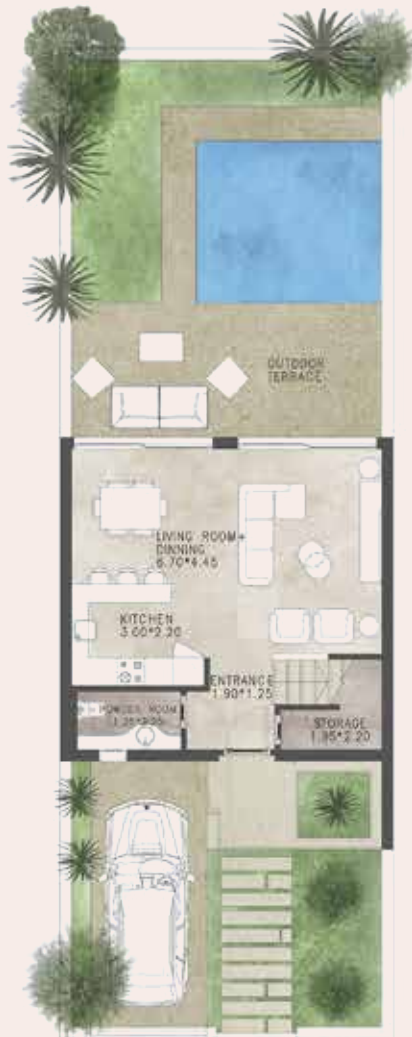 OUTDOOR
TERRACE
LIVING ROOM+
DINNING
6.70*4.45
KITCHEN
3.00*2.20
ENTRANCE
1.90*1.25
POWDER ROOM
STORAGE
1.95*2.20